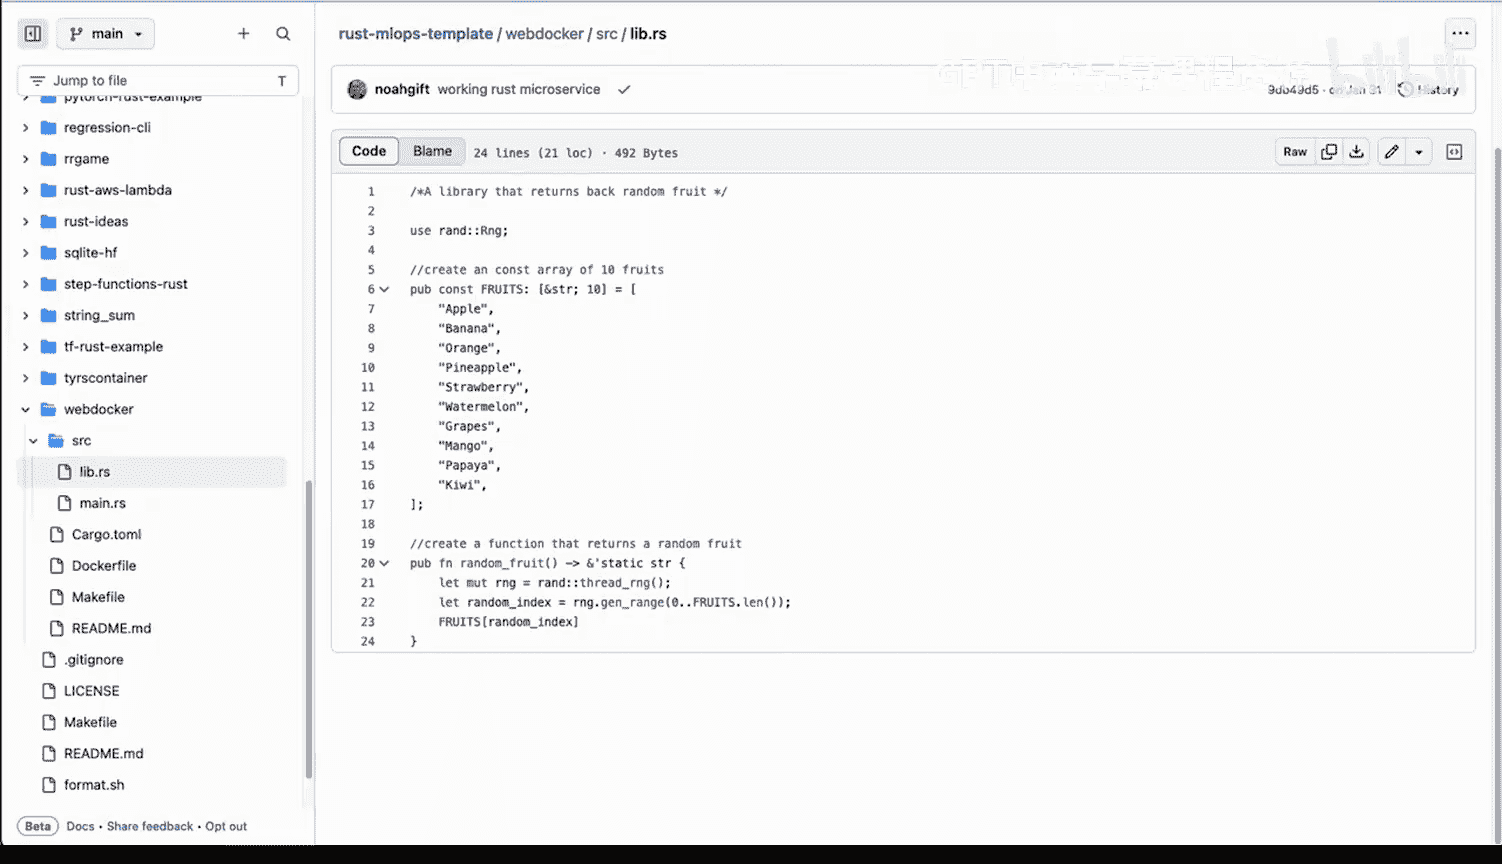 main
rust-mlops-template / webdocker / src / lib.rs
Jump to file
T
pytorch-rust-example
regression-cli
rrgame
rust-aws-lambda
rust-ideas
sqlite-hf
step-functions-rust
string_sum
tf-rust-example
tyrscontainer
webdocker
src
lib.rs
main.rs
Cargo.toml
Dockerfile
Makefile
README.md
.gitignore
LICENSE
Makefile
README.md
format.sh
Beta Docs • Share feedback • Opt out
noahgift working rust microservice
9db49d5 · on Jan 31 History
bilibili
Code Blame 24 lines (21 loc) · 492 Bytes
Raw
1 /*A library that returns back random fruit */
2
3 use rand::Rng;
4
5 //create an const array of 10 fruits
6 pub const FRUITS: [&str; 10] = [
7 "Apple",
8 "Banana",
9 "Orange",
10 "Pineapple",
11 "Strawberry",
12 "Watermelon",
13 "Grapes",
14 "Mango",
15 "Papaya",
16 "Kiwi",
17 ];
18
19 //create a function that returns a random fruit
20 pub fn random_fruit() -> &'static str {
21 let mut rng = rand::thread_rng();
22 let random_index = rng.gen_range(0..FRUITS.len());
23 FRUITS[random_index]
24 }